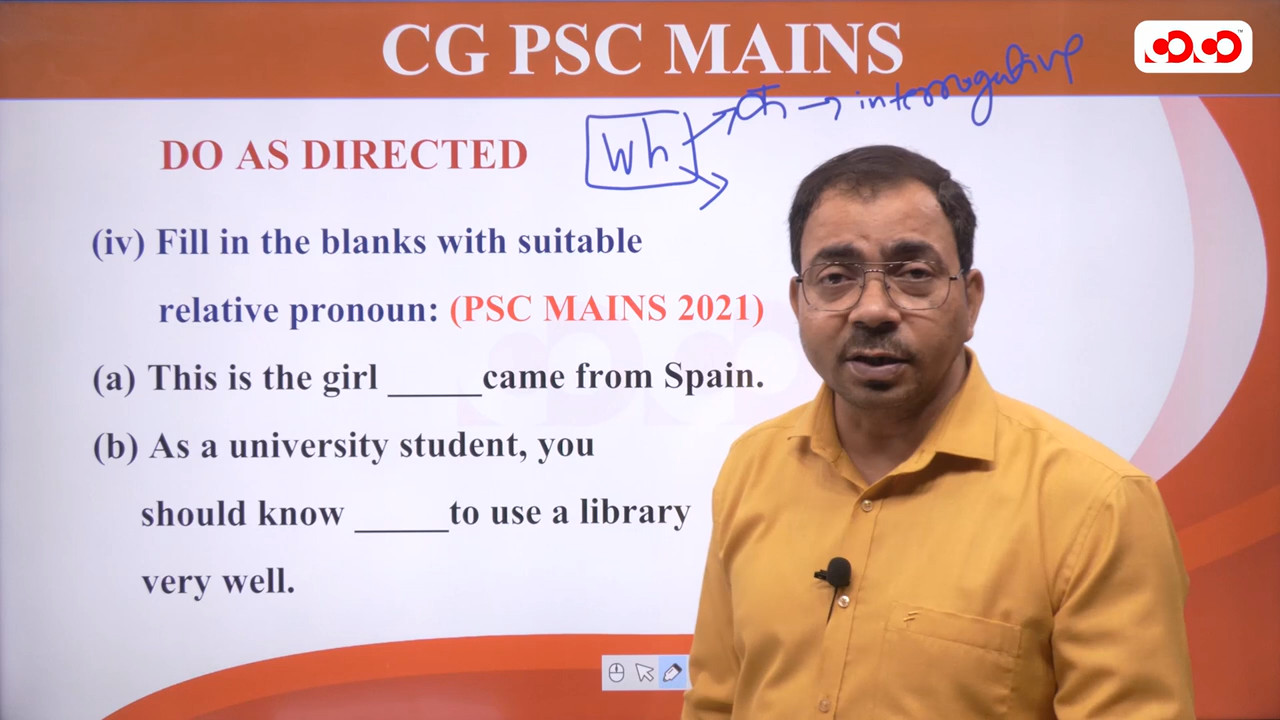 CG PSC MAINS
Wh
→ interrogative
DO AS DIRECTED
(iv) Fill in the blanks with suitable
relative pronoun: (PSC MAINS 2021)
(a) This is the girl _____came from Spain.
(b) As a university student, you
should know _____to use a library
very well.